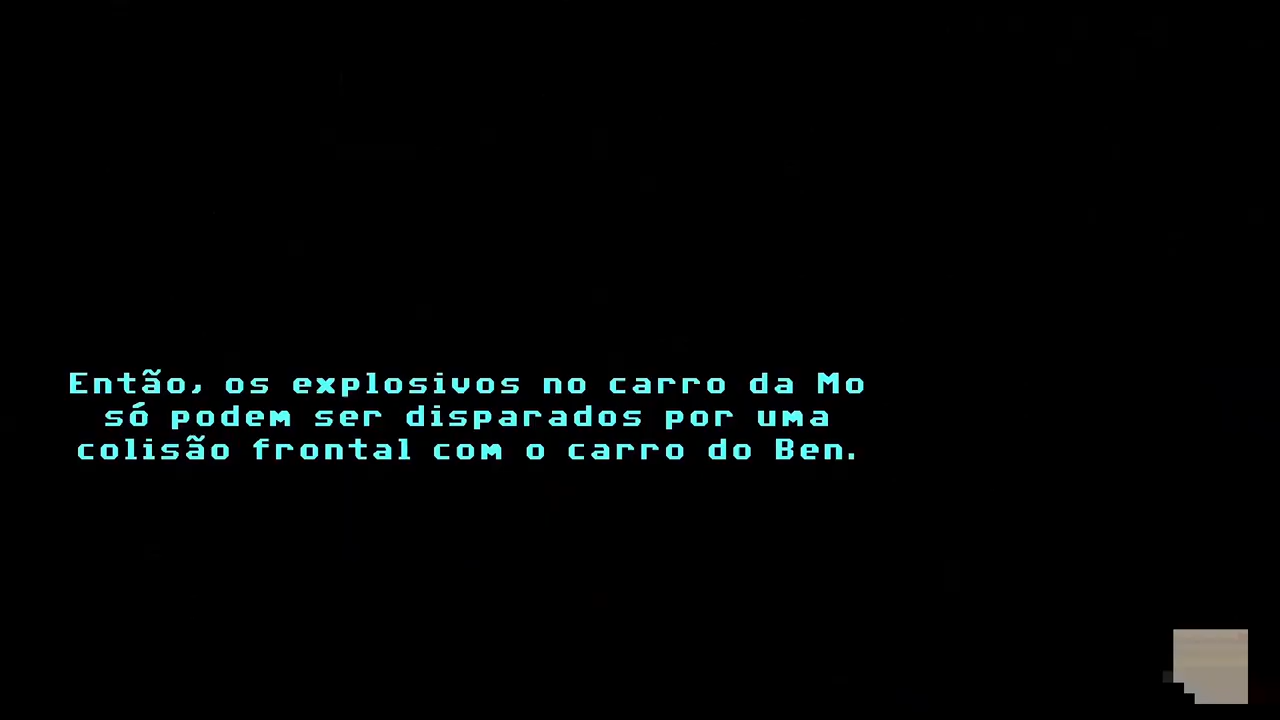 Então, os explosivos no carro da Mo
só podem ser disparados por uma
colisão frontal com o carro do Ben.